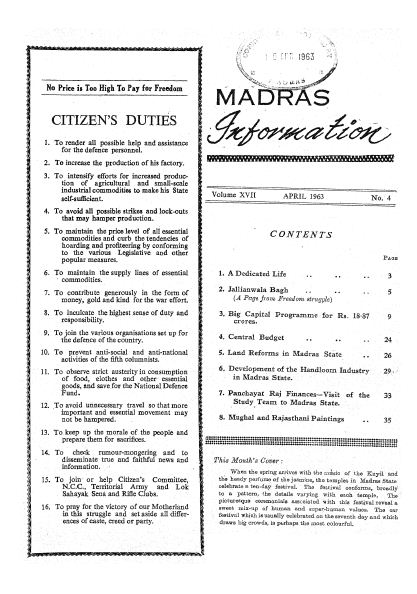 No Price is Too High To Pay for Freedom
CITIZEN'S DUTIES
1. To render all possible help and assistance
for the defence personnel.
2. To increase the production of his factory.
3. To intensify efforts for increased produc-
tion of agricultural and small-scale
industrial commodities to make his State
self-sufficient.
4. To avoid all possible strikes and lock-outs
that may hamper production.
5. To maintain the price level of all essential
commodities and curb the tendencies of
hoarding and profiteering by conforming
to the various Legislative and other
popular measures.
6. To maintain the supply lines of essential
commodities.
7. To contribute generously in the form of
money, gold and kind for the war effort.
8. To inculcate the highest sense of duty and
responsibility.
9. To join the various organisations set up for
the defence of the country.
10. To prevent anti-social and anti-national
activities of the fifth columnists.
11. To observe strict austerity in consumption
of food, clothes and other essential
goods, and save for the National Defence
Fund.
12. To avoid unnecessary travel so that more
important and essential movement may
not be hampered.
13. To keep up the morale of the people and
prepare them for sacrifices.
14. To check rumour-mongering and to
disseminate true and faithful news and
information.
15. To join or help Citizen's Committee,
N.C.C., Territorial Army and Lok
Sahayak Sena and Rifle Clubs.
16. To pray for the victory of our Motherland
in this struggle and set aside all differ-
ences of caste, creed or party.
1963
MADRAS
MADRAS
Information
Volume XVII APRIL 1963 No. 4
CONTENTS
PAGE
1. A Dedicated Life .. .. .. 3
2. Jallianwala Bagh .. .. .. 5
(A Page from Freedom struggle)
3. Big Capital Programme for Rs. 18·87 9
crores.
4. Central Budget .. .. .. 24
5. Land Reforms in Madras State .. 26
6. Development of the Handloom Industry 29
in Madras State.
7. Panchayat Raj Finances—Visit of the 33
Study Team to Madras State.
8. Mughal and Rajasthani Paintings .. 35
This Month's Cover :
When the spring arrives with the music of the Kuyil and
the heady perfume of the jasmine, the temples in Madras State
celebrate a ten-day festival. The festival conforms, broadly
to a pattern, the details varying with each temple. The
picturesque ceremonials associated with this festival reveal a
sweet mix-up of human and super-human values. The car
festival which is usually celebrated on the seventh day and which
draws big crowds, is perhaps the most colourful.